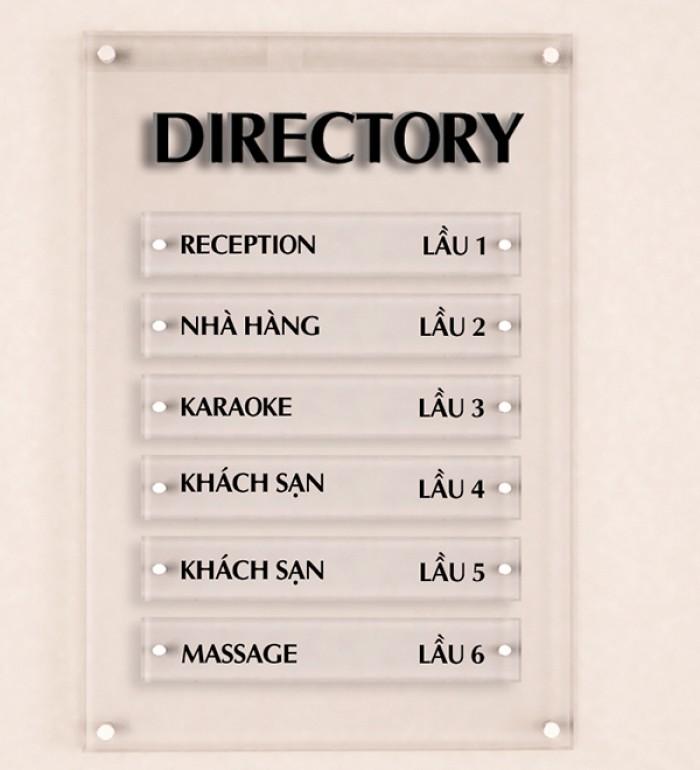 DIRECTORY
RECEPTION LẦU 1
NHÀ HÀNG LẦU 2
KARAOKE LẦU 3
KHÁCH SẠN LẦU 4
KHÁCH SẠN LẦU 5
MASSAGE LẦU 6